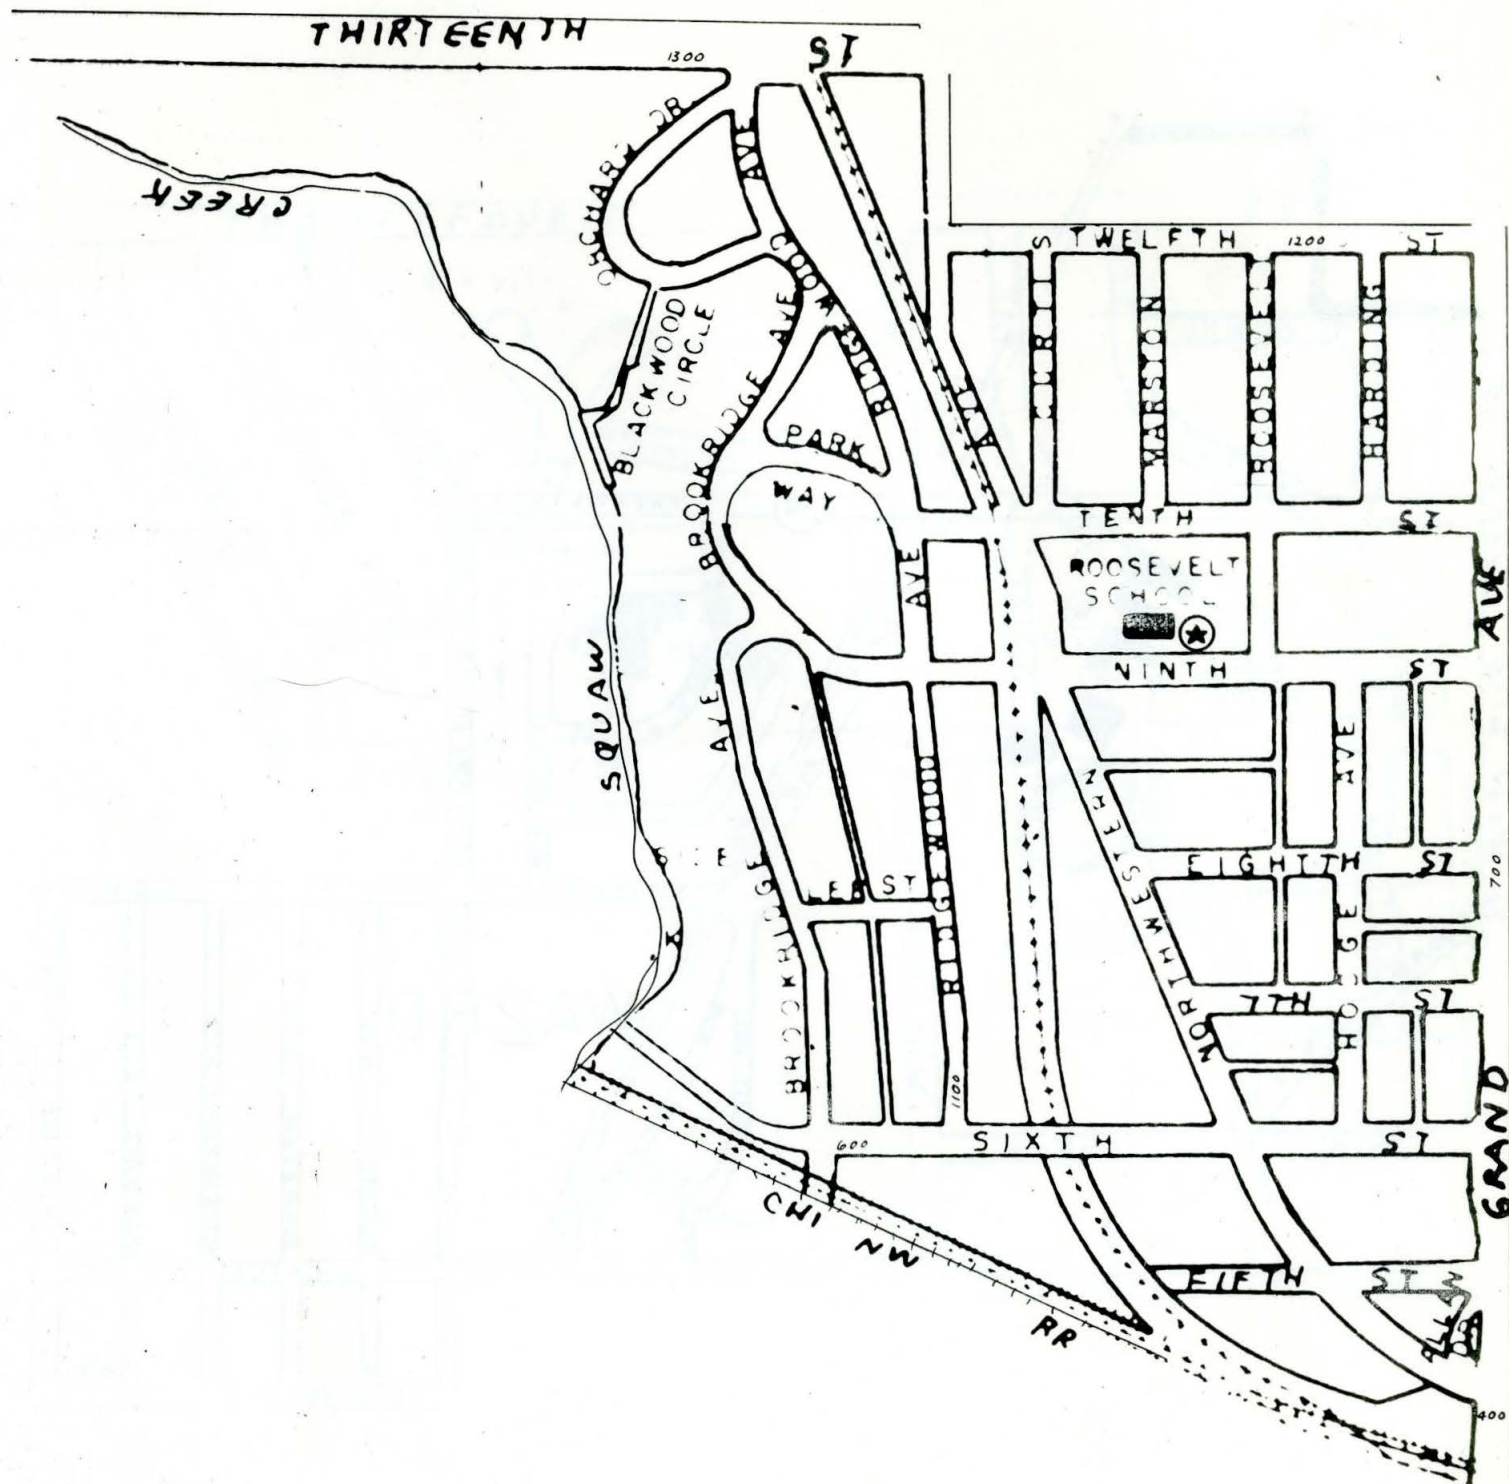 THIRTEENTH ST
1300
CREEK
ORCHARD DR
AVE
TWELFTH 1200 ST
CURTIS
MARSTON
ROOSEVELT
HARDING
BLACKWOOD
CIRCLE
BROOKRIDGE AVE
RIDGEWOOD
AVE
PARK
WAY
TENTH ST
ROOSEVELT
SCHOOL
AVE
NINTH ST
AVE
SQUAW
AVE
BROOKRIDGE
LEE ST
RIDGEWOOD
NORTHWESTERN
AVE
EIGHTTH ST
700
HODGE
7TH ST
1100
600 SIXTH ST
GRAND
CHI
NW
RR
FIFTH ST
400